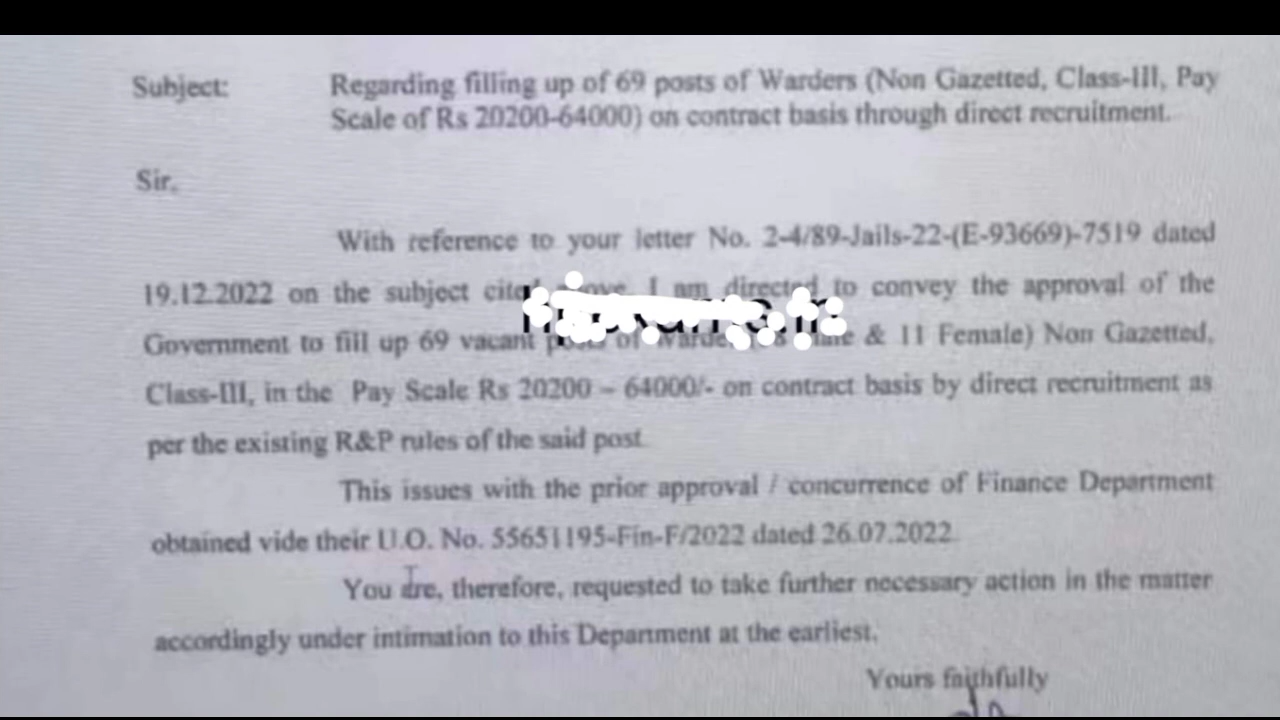 Subject: Regarding filling up of 69 posts of Warders (Non Gazetted, Class-III, Pay
Scale of Rs 20200-64000) on contract basis through direct recruitment.
Sir,
With reference to your letter No. 2-4/89-Jails-22-(E-93669)-7519 dated
19.12.2022 on the subject I am directed to convey the approval of the
Government to fill up 69 vacant posts of & 11 Female) Non Gazetted,
Class-III, in the Pay Scale Rs 20200 – 64000/- on contract basis by direct recruitment as
per the existing R&P rules of the said post.
This issues with the prior approval / concurrence of Finance Department
obtained vide their U.O. No. 55651195-Fin-F/2022 dated 26.07.2022.
You are, therefore, requested to take further necessary action in the matter
accordingly under intimation to this Department at the earliest.
Yours faithfully